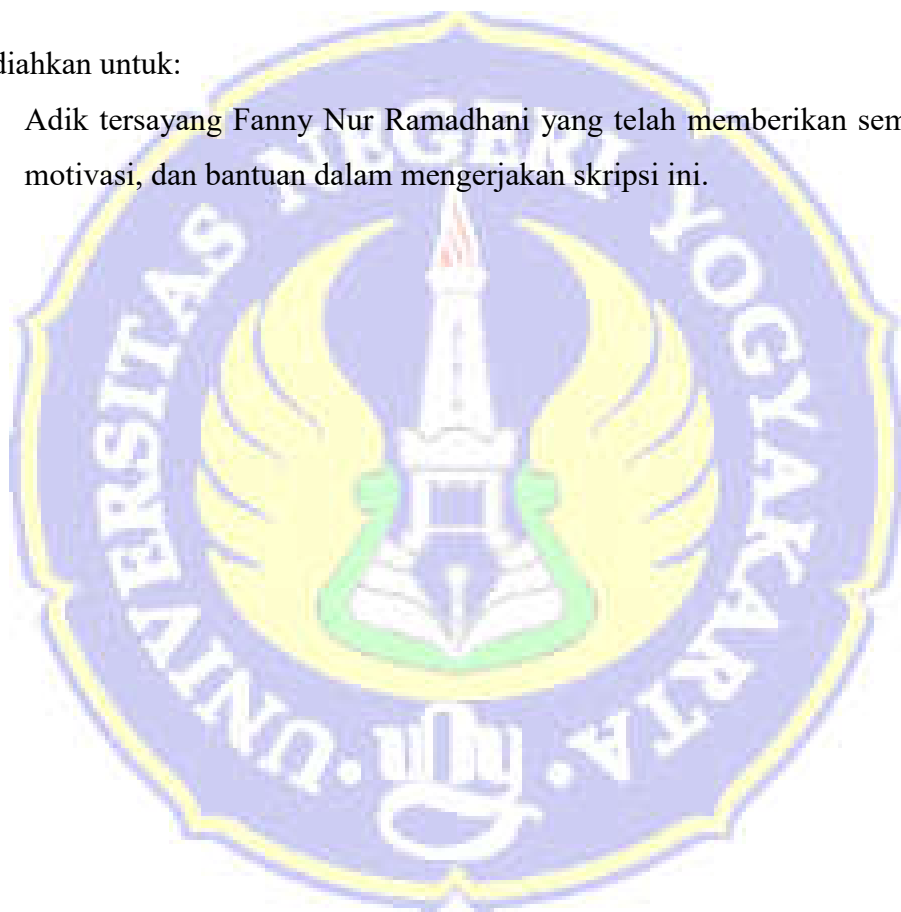 diahkan untuk:
Adik tersayang Fanny Nur Ramadhani yang telah memberikan sem
motivasi, dan bantuan dalam mengerjakan skripsi ini.
UNIVERSITAS NEGERI YOGYAKARTA